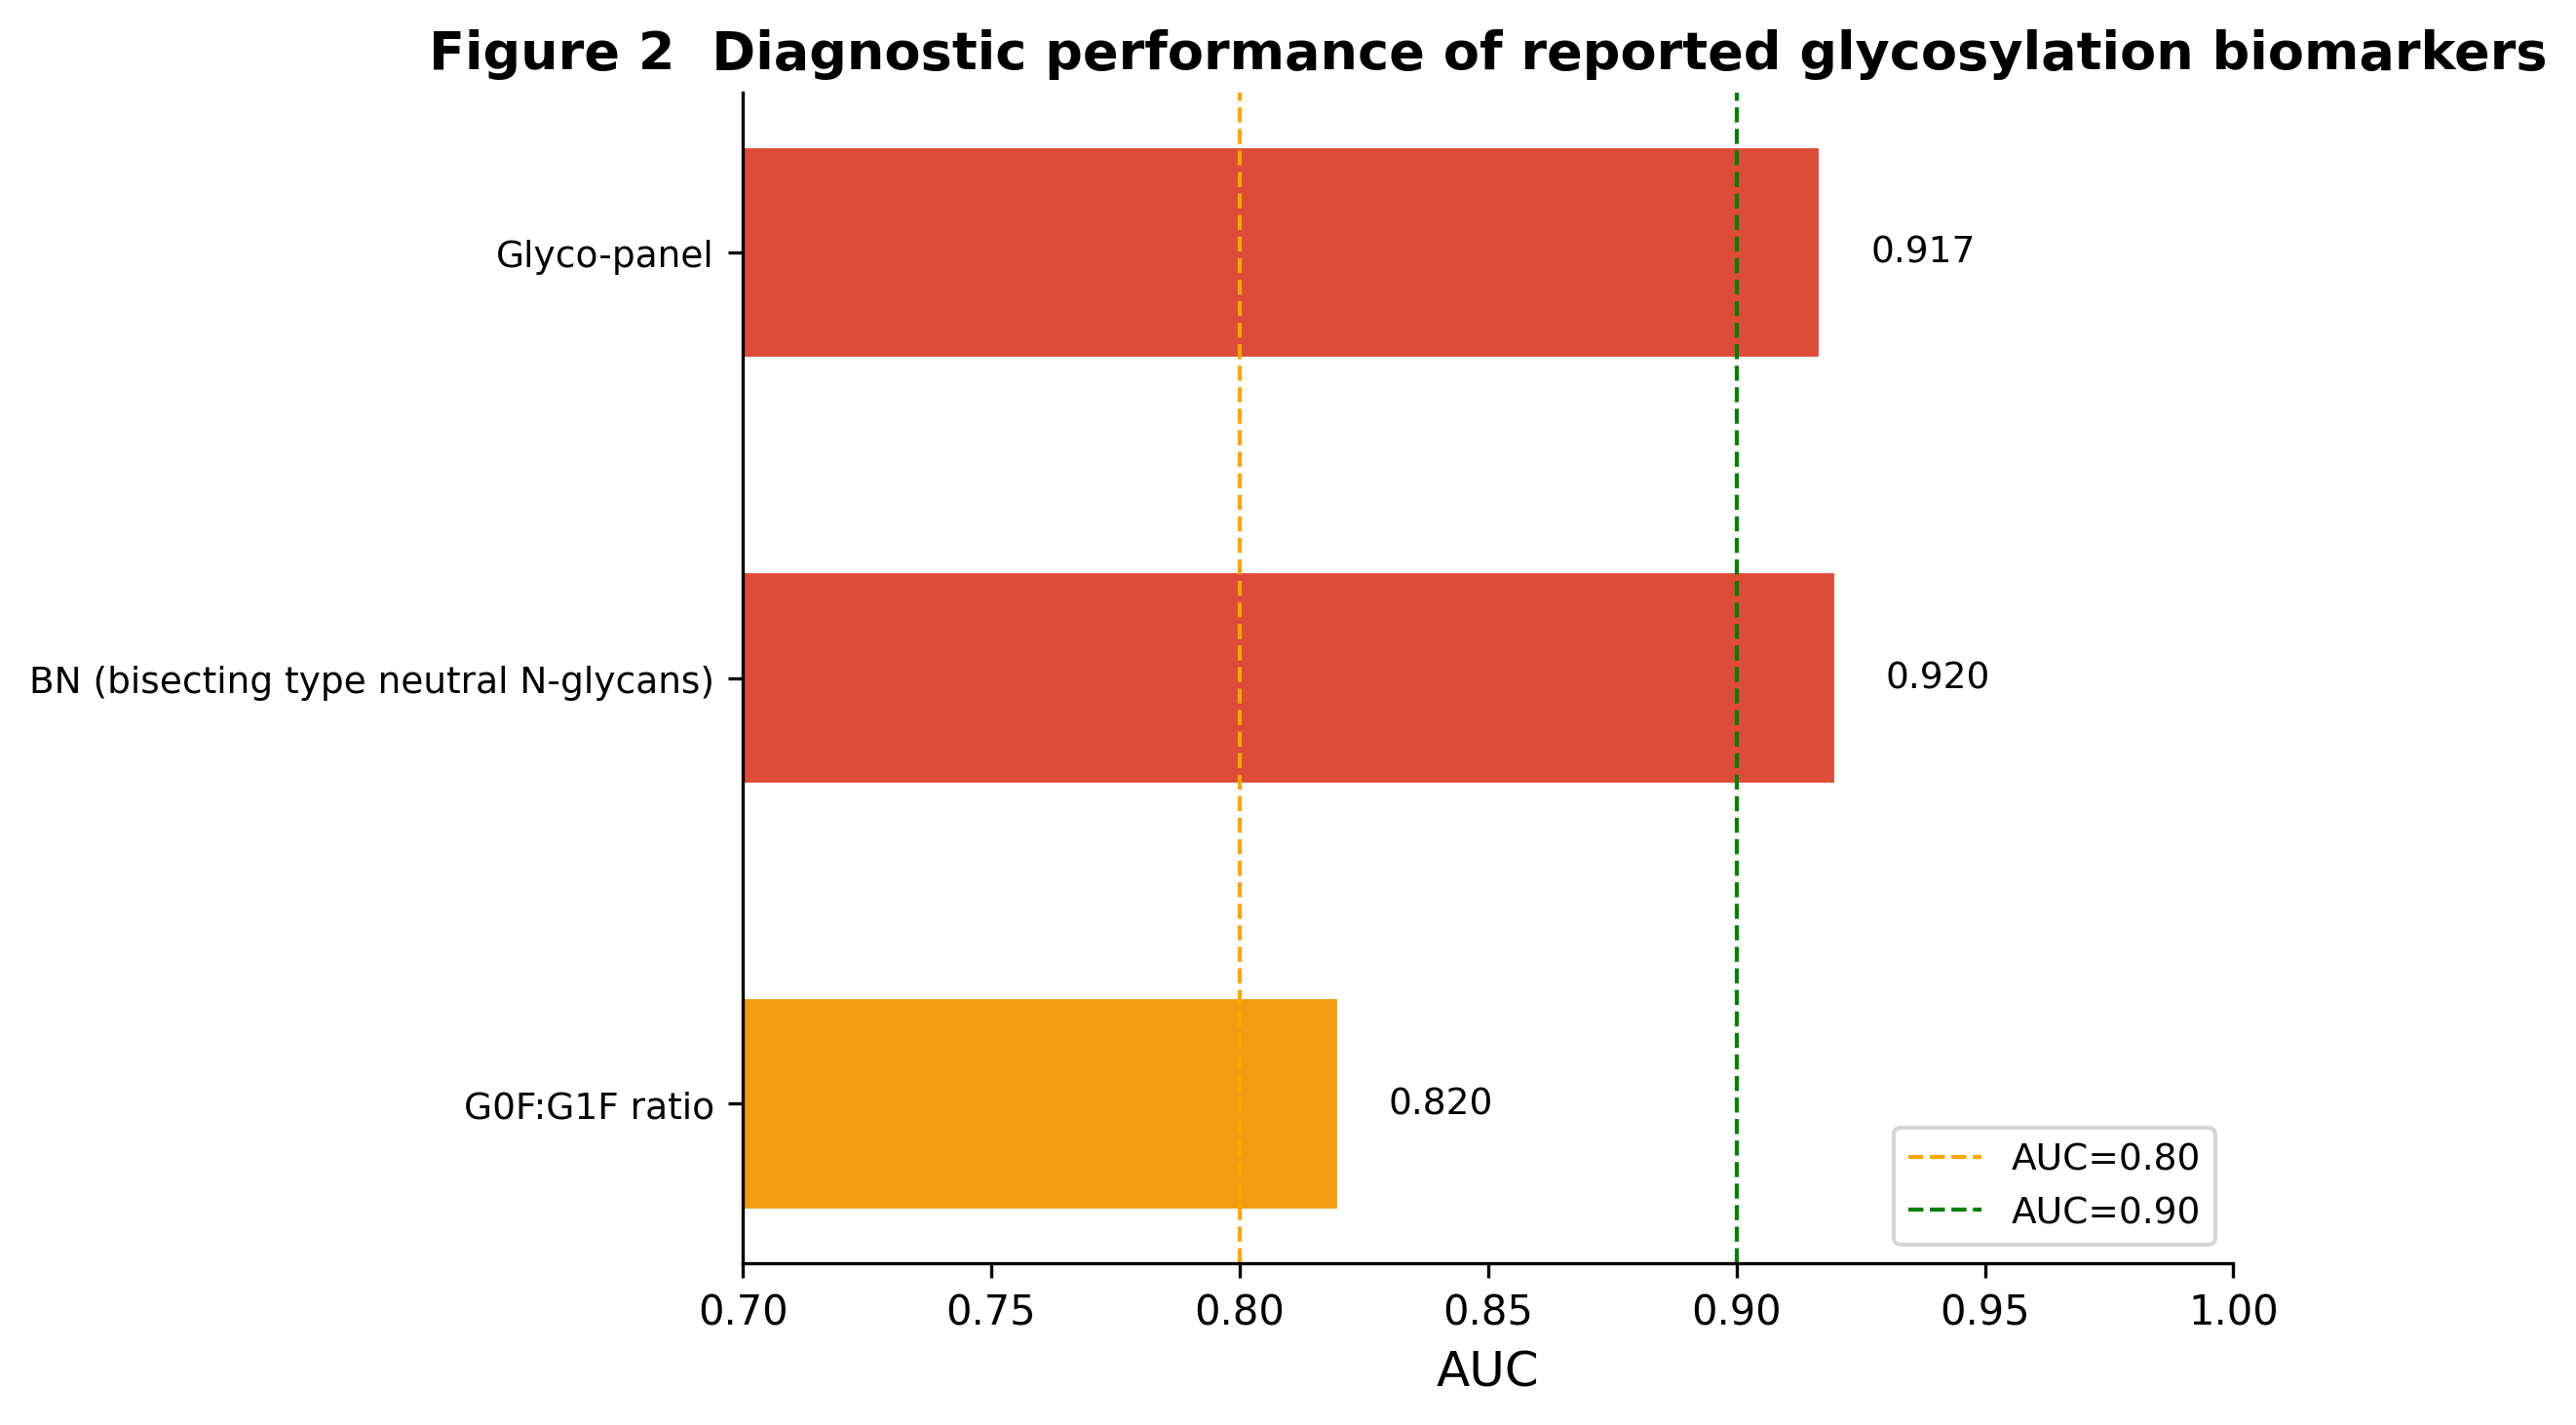 Figure 2  Diagnostic performance of reported glycosylation biomarkers
Glyco-panel
0.917
BN (bisecting type neutral N-glycans)
0.920
G0F:G1F ratio
0.820
AUC=0.80
AUC=0.90
0.70 0.75 0.80 0.85 0.90 0.95 1.00
AUC